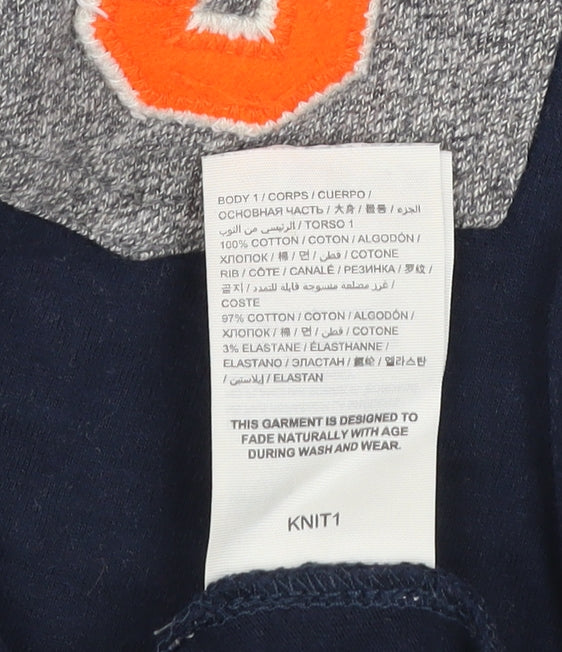 BODY 1 / CORPS / CUERPO /
ОСНОВНАЯ ЧАСТЬ / 大身 / 몸통 / الجزء
الرئيسي من الثوب / TORSO 1
100% COTTON / COTON / ALGODÓN /
ХЛОПОК / 棉 / 면 / قطن / COTONE
RIB / CÔTE / CANALÉ / РЕЗИНКА / 罗纹 /
골지 / غرز مضلعة منسوجة قابلة للتمدد /
COSTE
97% COTTON / COTON / ALGODÓN /
ХЛОПОК / 棉 / 면 / قطن / COTONE
3% ELASTANE / ÉLASTHANNE /
ELASTANO / ЭЛАСТАН / 氨纶 / 엘라스탄
/ إيلاستين / ELASTAN
THIS GARMENT IS DESIGNED TO
FADE NATURALLY WITH AGE
DURING WASH AND WEAR.
KNIT1